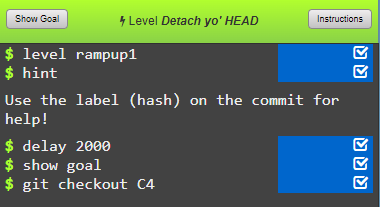 Show Goal
Level Detach yo' HEAD
Instructions
$ level rampup1
$ hint
Use the label (hash) on the commit for
help!
$ delay 2000
$ show goal
$ git checkout C4